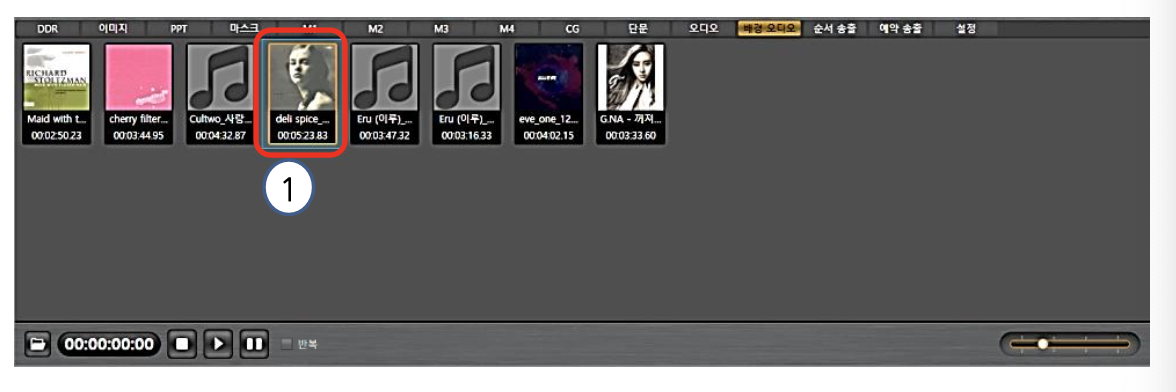 DDR 이미지 PPT 마스크 M1 M2 M3 M4 CG 단문 오디오 배경 오디오 순서 송출 예약 송출 설정
RICHARD
STOLTZMAN
Maid with t... cherry filter... Cultwo_사랑... deli spice_... Eru (이루)_... Eru (이루)_... eve_one_12... G.NA - 꺼져...
00:02:50.23 00:03:44.95 00:04:32.87 00:05:23.83 00:03:47.32 00:03:16.33 00:04:02.15 00:03:33.60
1
00:00:00:00 반복